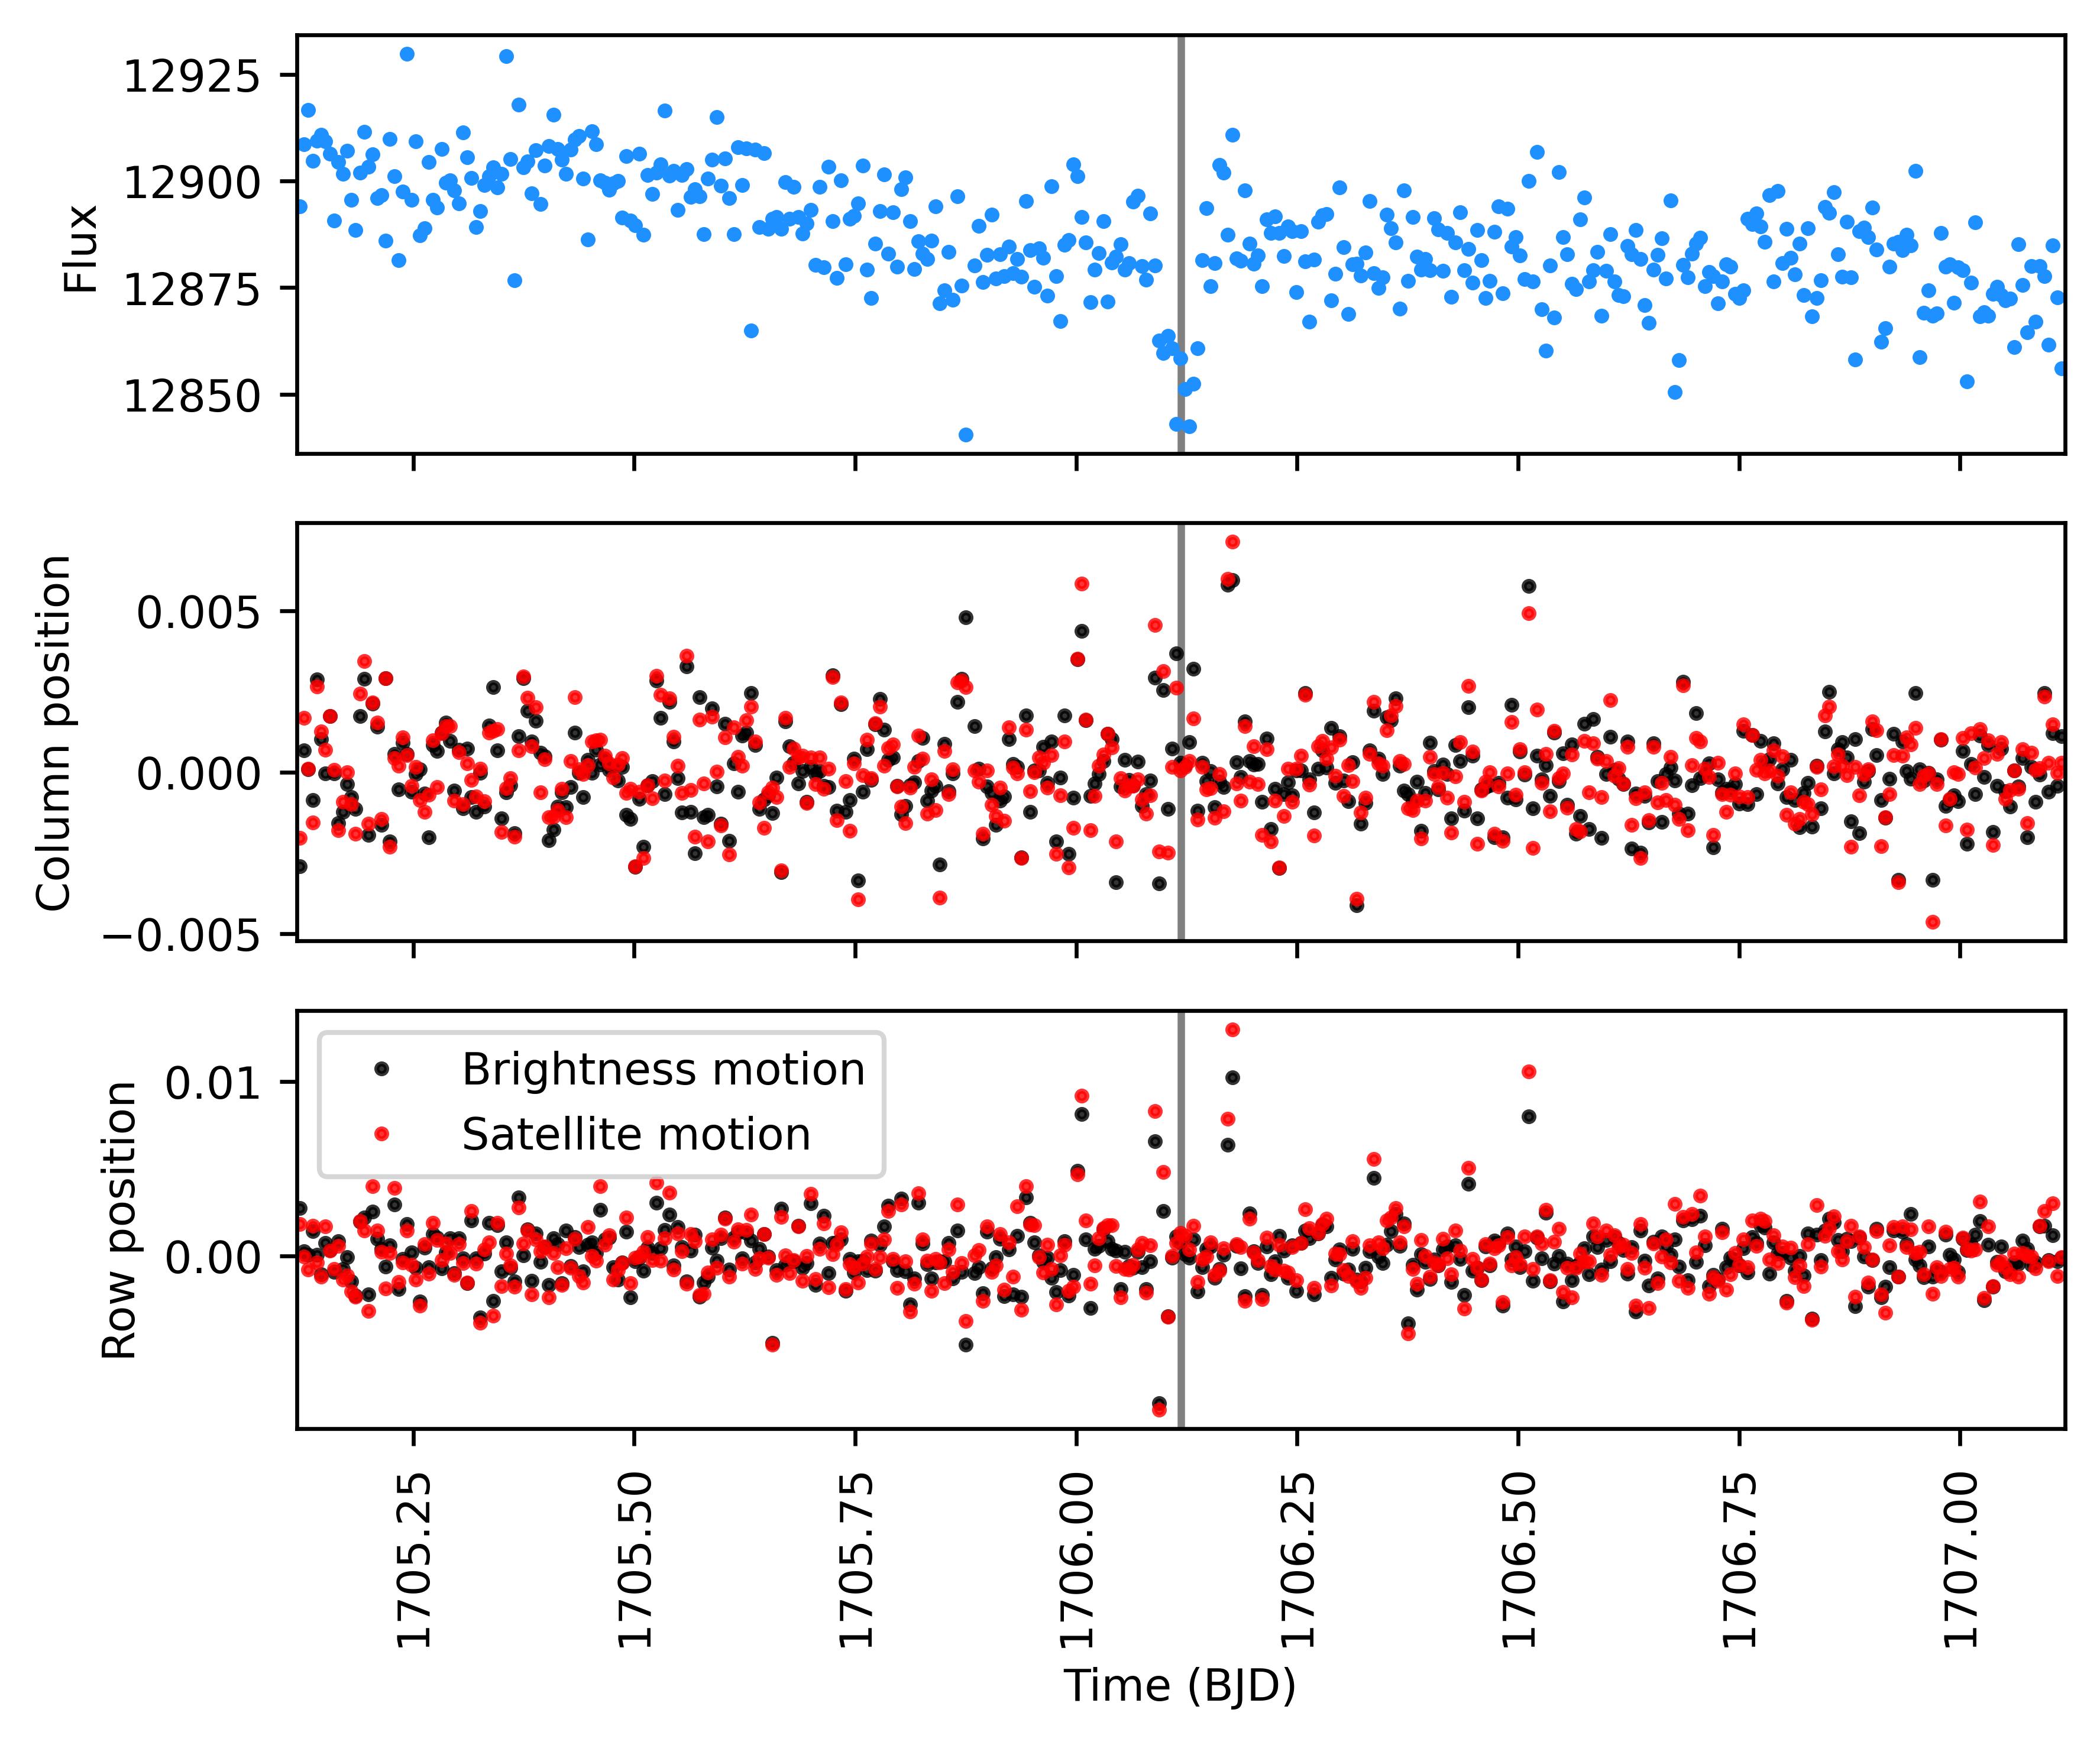 Flux
12925
12900
12875
12850
Column position
0.005
0.000
−0.005
Row position
0.01
0.00
Brightness motion
Satellite motion
1705.25
1705.50
1705.75
1706.00
1706.25
1706.50
1706.75
1707.00
Time (BJD)